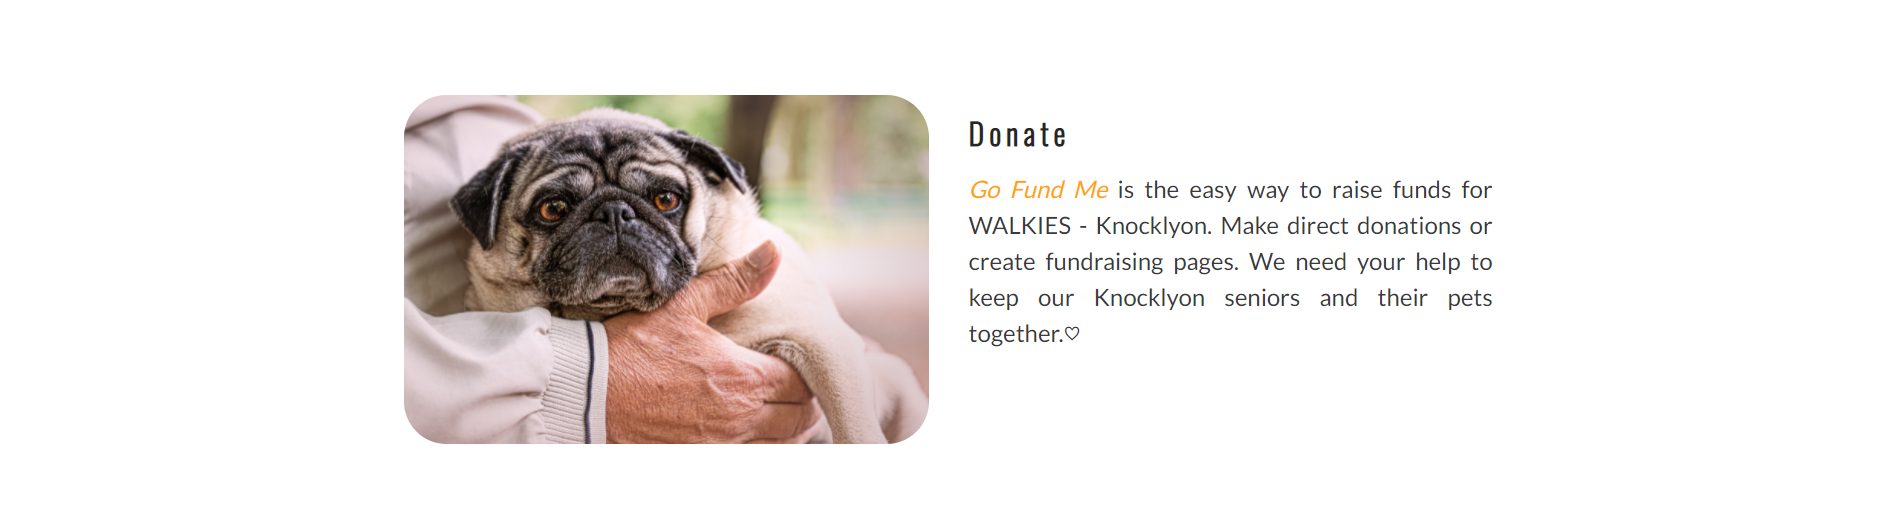 Donate
Go Fund Me is the easy way to raise funds for
WALKIES - Knocklyon. Make direct donations or
create fundraising pages. We need your help to
keep our Knocklyon seniors and their pets
together.♡